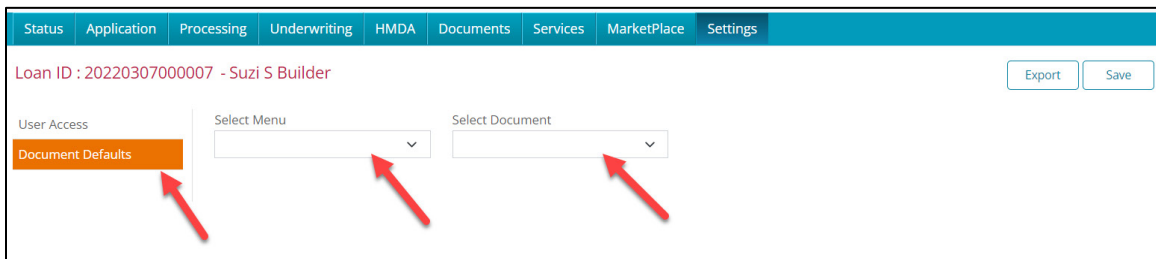 Status Application Processing Underwriting HMDA Documents Services MarketPlace Settings
Loan ID : 20220307000007 - Suzi S Builder
Export Save
User Access
Document Defaults
Select Menu
Select Document